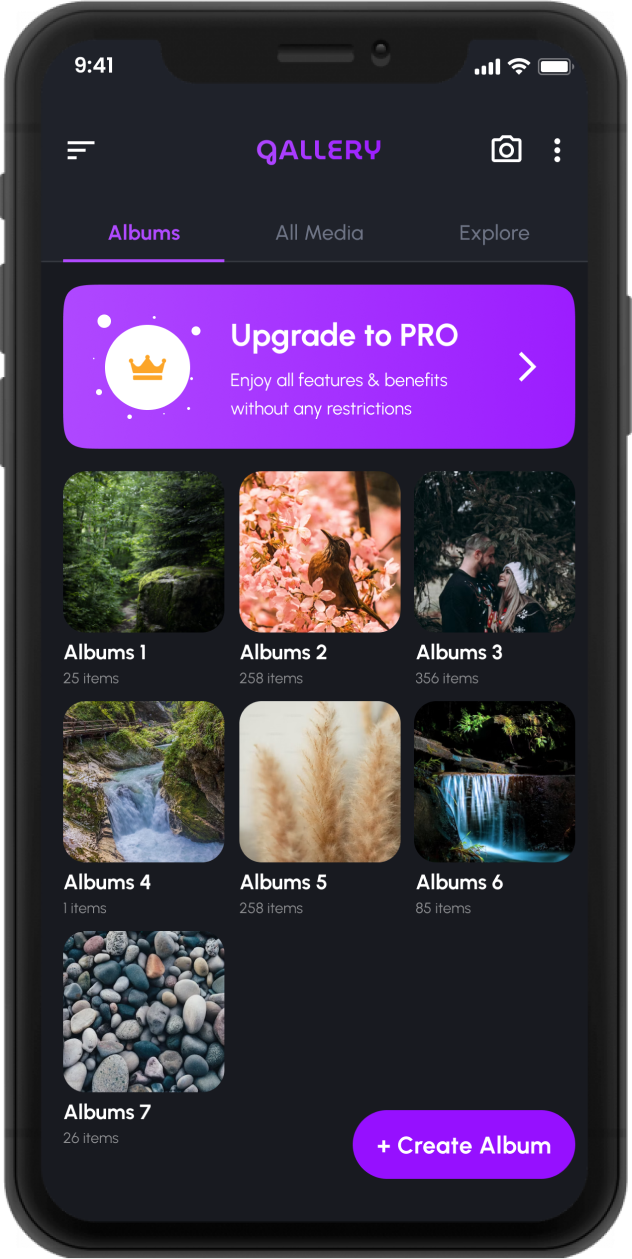 9:41
gALLERY
Albums
All Media
Explore
Upgrade to PRO
Enjoy all features & benefits
without any restrictions
Albums 1
25 items
Albums 2
258 items
Albums 3
356 items
Albums 4
1 items
Albums 5
258 items
Albums 6
85 items
Albums 7
26 items
+ Create Album